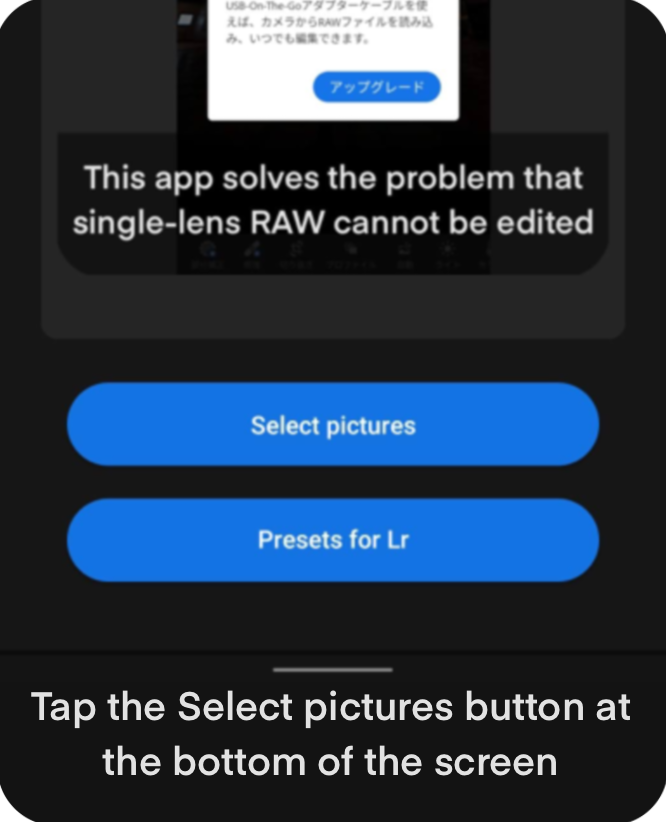 USB-On-The-Goアダプターケーブルを使
えば、カメラからRAWファイルを読み込
み、いつでも編集できます。
アップグレード
This app solves the problem that
single-lens RAW cannot be edited
Select pictures
Presets for Lr
Tap the Select pictures button at
the bottom of the screen